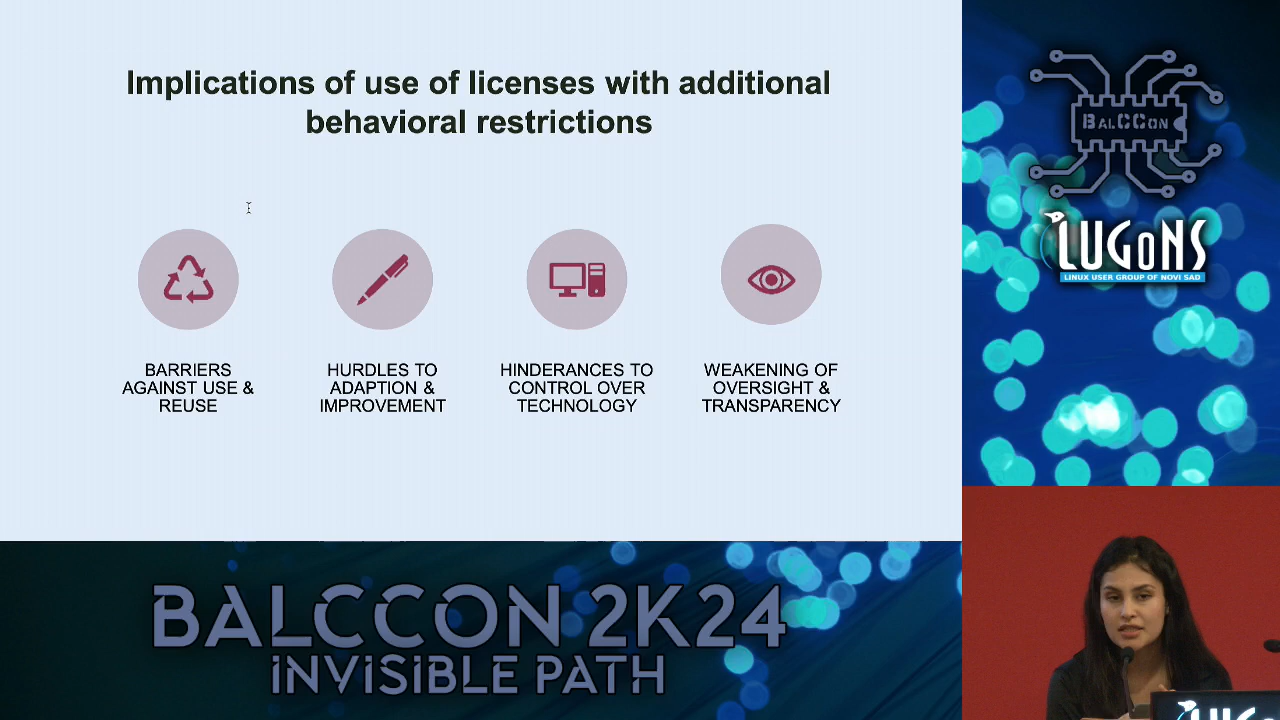 Implications of use of licenses with additional
behavioral restrictions
BARRIERS
AGAINST USE &
REUSE
HURDLES TO
ADAPTION &
IMPROVEMENT
HINDERANCES TO
CONTROL OVER
TECHNOLOGY
WEAKENING OF
OVERSIGHT &
TRANSPARENCY
BALCCON
LUGoNS
LINUX USER GROUP OF NOVI SAD
BALCCON 2K24
INVISIBLE PATH